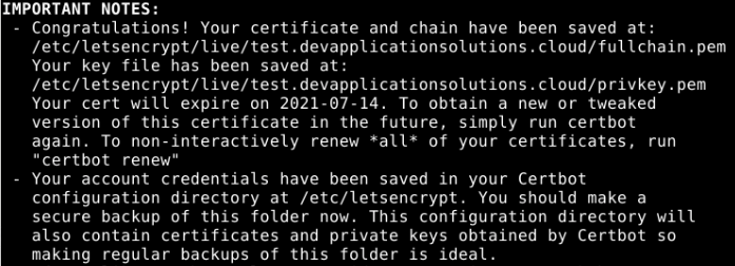 IMPORTANT NOTES:
- Congratulations! Your certificate and chain have been saved at:
/etc/letsencrypt/live/test.devapplicationsolutions.cloud/fullchain.pem
Your key file has been saved at:
/etc/letsencrypt/live/test.devapplicationsolutions.cloud/privkey.pem
Your cert will expire on 2021-07-14. To obtain a new or tweaked
version of this certificate in the future, simply run certbot
again. To non-interactively renew *all* of your certificates, run
"certbot renew"
- Your account credentials have been saved in your Certbot
configuration directory at /etc/letsencrypt. You should make a
secure backup of this folder now. This configuration directory will
also contain certificates and private keys obtained by Certbot so
making regular backups of this folder is ideal.